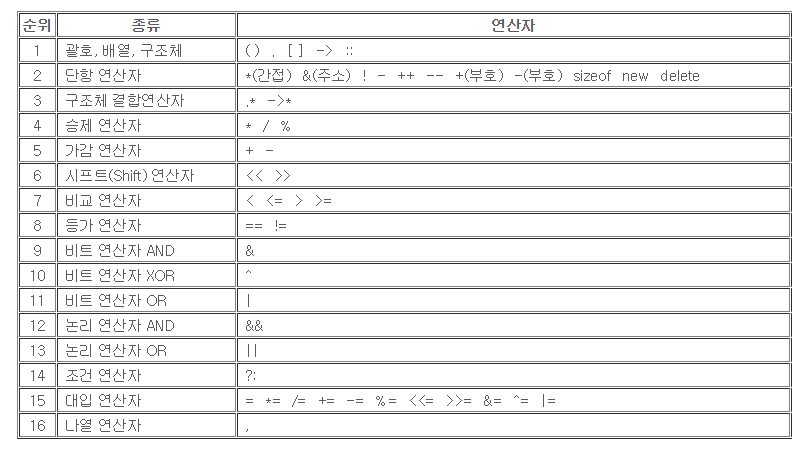 순위 종류 연산자
1 괄호, 배열, 구조체 ( ) . [ ] -> ::
2 단항 연산자 *(간접) &(주소) ! ~ ++ -- +(부호) -(부호) sizeof new delete
3 구조체 결합연산자 .* ->*
4 승제 연산자 * / %
5 가감 연산자 + -
6 시프트(Shift) 연산자 << >>
7 비교 연산자 < <= > >=
8 등가 연산자 == !=
9 비트 연산자 AND &
10 비트 연산자 XOR ^
11 비트 연산자 OR |
12 논리 연산자 AND &&
13 논리 연산자 OR ||
14 조건 연산자 ?:
15 대입 연산자 = *= /= += -= %= <<= >>= &= ^= |=
16 나열 연산자 ,